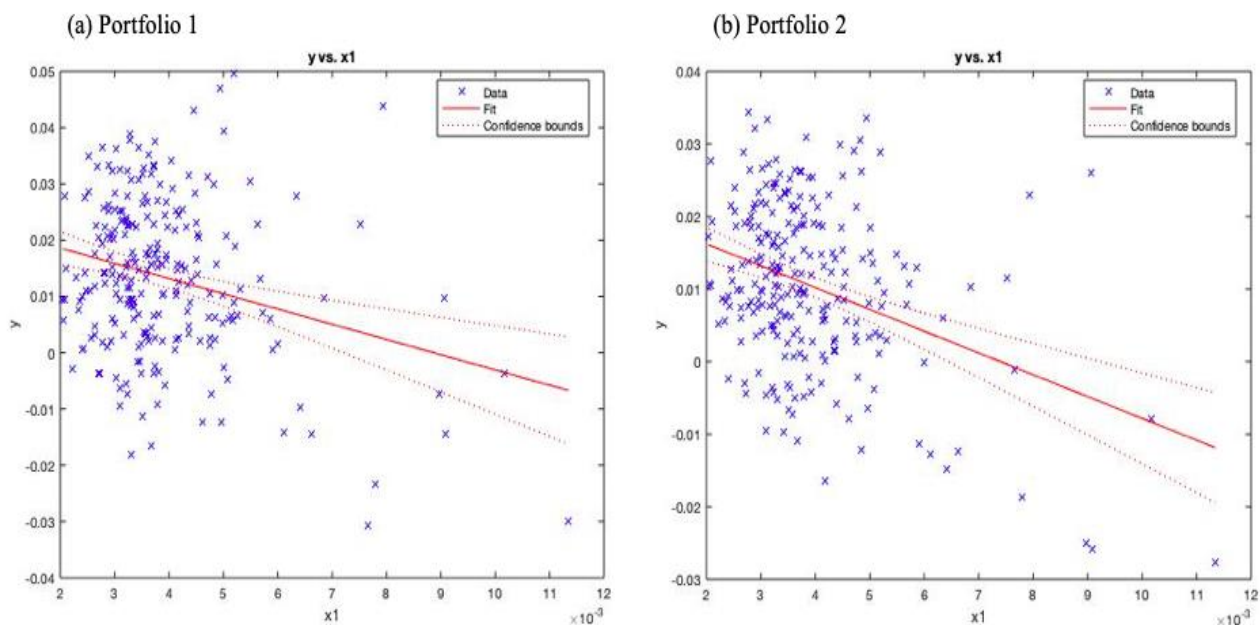 (a) Portfolio 1
y vs. x1
Data
Fit
Confidence bounds
0.05
0.04
0.03
0.02
0.01
0
-0.01
-0.02
-0.03
-0.04
y
2 3 4 5 6 7 8 9 10 11 12
x1
×10⁻³
(b) Portfolio 2
y vs. x1
Data
Fit
Confidence bounds
0.04
0.03
0.02
0.01
0
-0.01
-0.02
-0.03
y
2 3 4 5 6 7 8 9 10 11 12
x1
×10⁻³